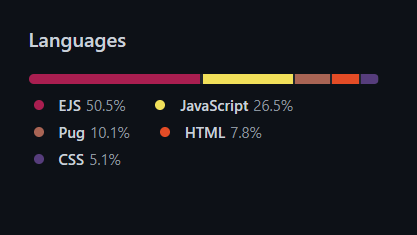 Languages
EJS 50.5% JavaScript 26.5%
Pug 10.1% HTML 7.8%
CSS 5.1%